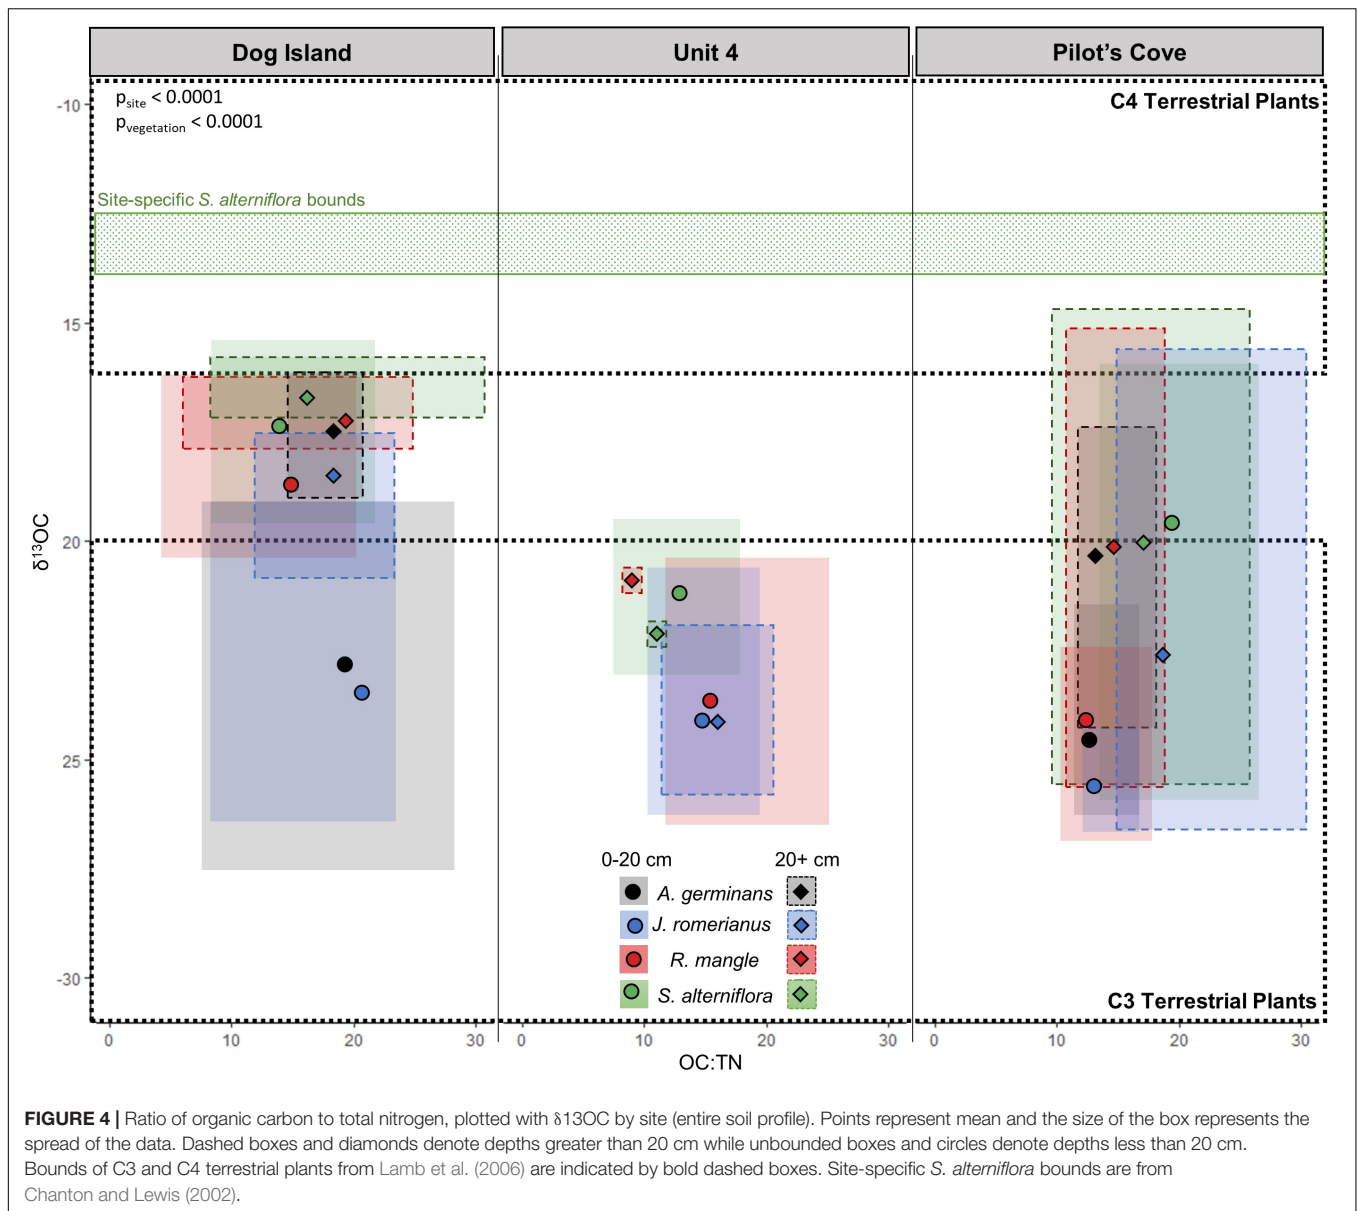 Dog Island
Unit 4
Pilot's Cove
-10
15
20
25
-30
δ13OC
psite < 0.0001
pvegetation < 0.0001
C4 Terrestrial Plants
Site-specific S. alterniflora bounds
0-20 cm 20+ cm
A. germinans
J. romerianus
R. mangle
S. alterniflora
C3 Terrestrial Plants
0 10 20 30 0 10 20 30 0 10 20 30
OC:TN
FIGURE 4 | Ratio of organic carbon to total nitrogen, plotted with δ13OC by site (entire soil profile). Points represent mean and the size of the box represents the
spread of the data. Dashed boxes and diamonds denote depths greater than 20 cm while unbounded boxes and circles denote depths less than 20 cm.
Bounds of C3 and C4 terrestrial plants from Lamb et al. (2006) are indicated by bold dashed boxes. Site-specific S. alterniflora bounds are from
Chanton and Lewis (2002).